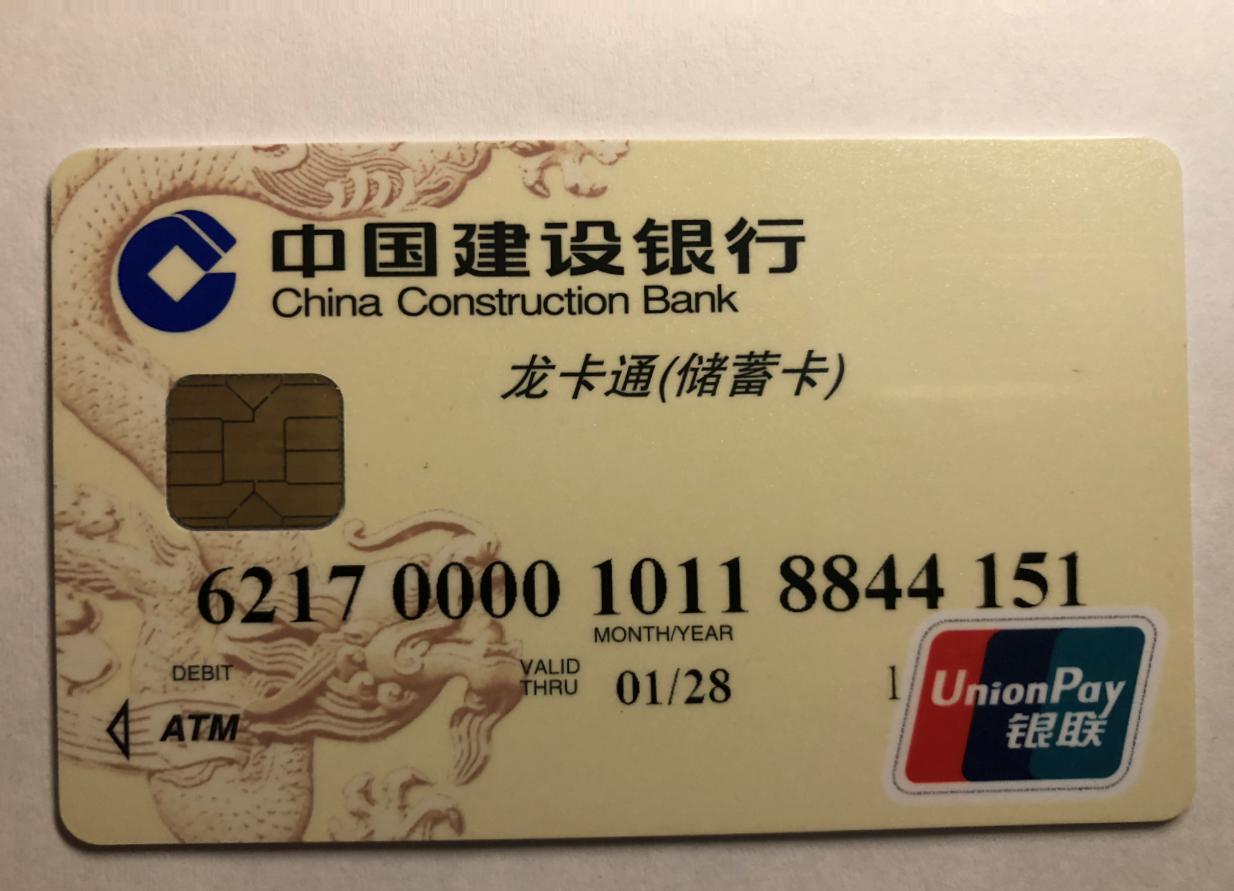 中国建设银行
China Construction Bank
龙卡通(储蓄卡)
6217 0000 1011 8844 151
MONTH/YEAR
DEBIT
VALID
THRU
01/28
1
ATM
UnionPay
银联